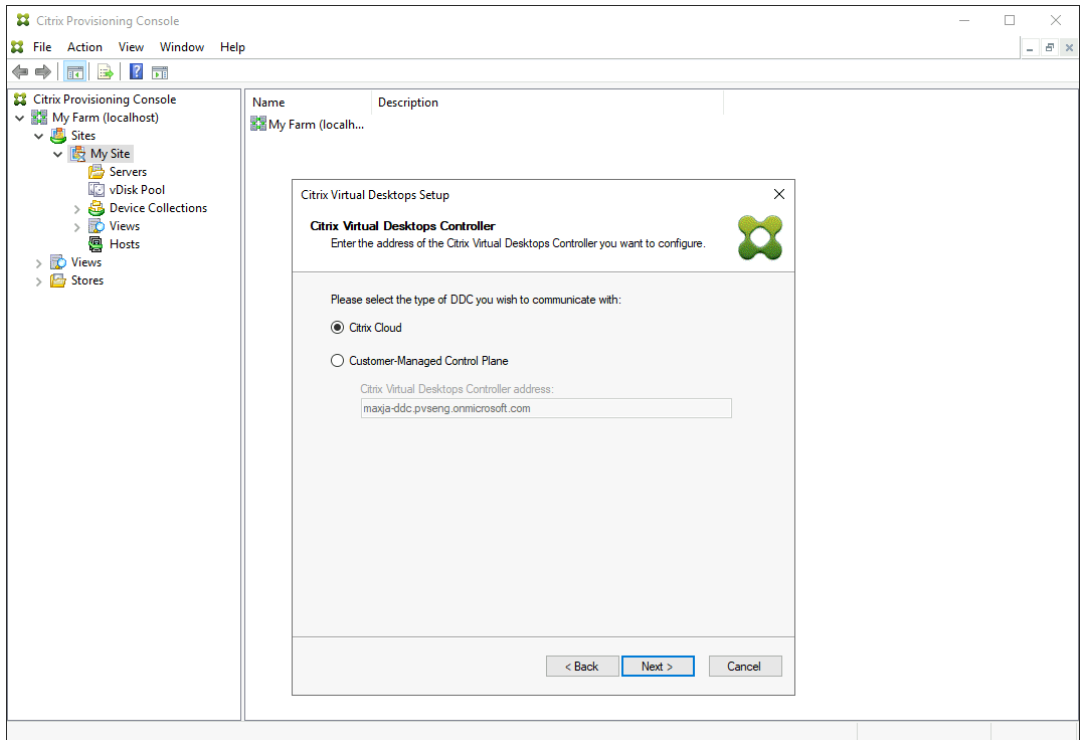 Citrix Provisioning Console
File Action View Window Help
Citrix Provisioning Console
My Farm (localhost)
Sites
My Site
Servers
vDisk Pool
Device Collections
Views
Hosts
Views
Stores
Name Description
My Farm (localh...
Citrix Virtual Desktops Setup
Citrix Virtual Desktops Controller
Enter the address of the Citrix Virtual Desktops Controller you want to configure.
Please select the type of DDC you wish to communicate with:
Citrix Cloud
Customer-Managed Control Plane
Citrix Virtual Desktops Controller address:
maxja-ddc.pvseng.onmicrosoft.com
< Back Next > Cancel